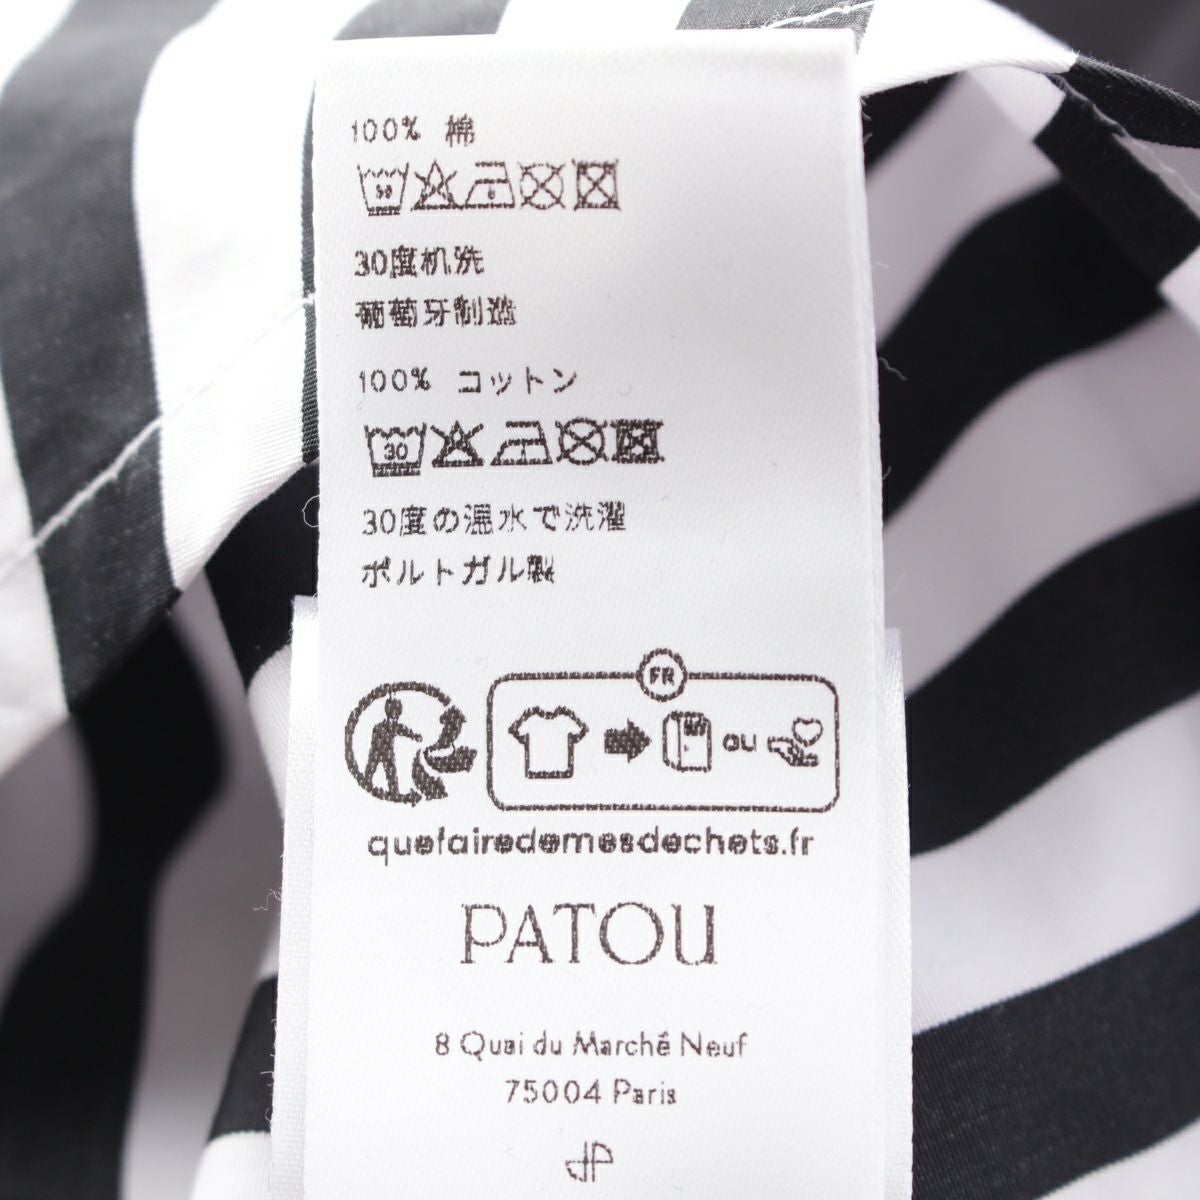 100% 棉
30度机洗
葡萄牙制造
100% コットン
30
30度の温水で洗濯
ポルトガル製
FR
ou
quefairedemesdechets.fr
PATOU
8 Quai du Marché Neuf
75004 Paris
JP